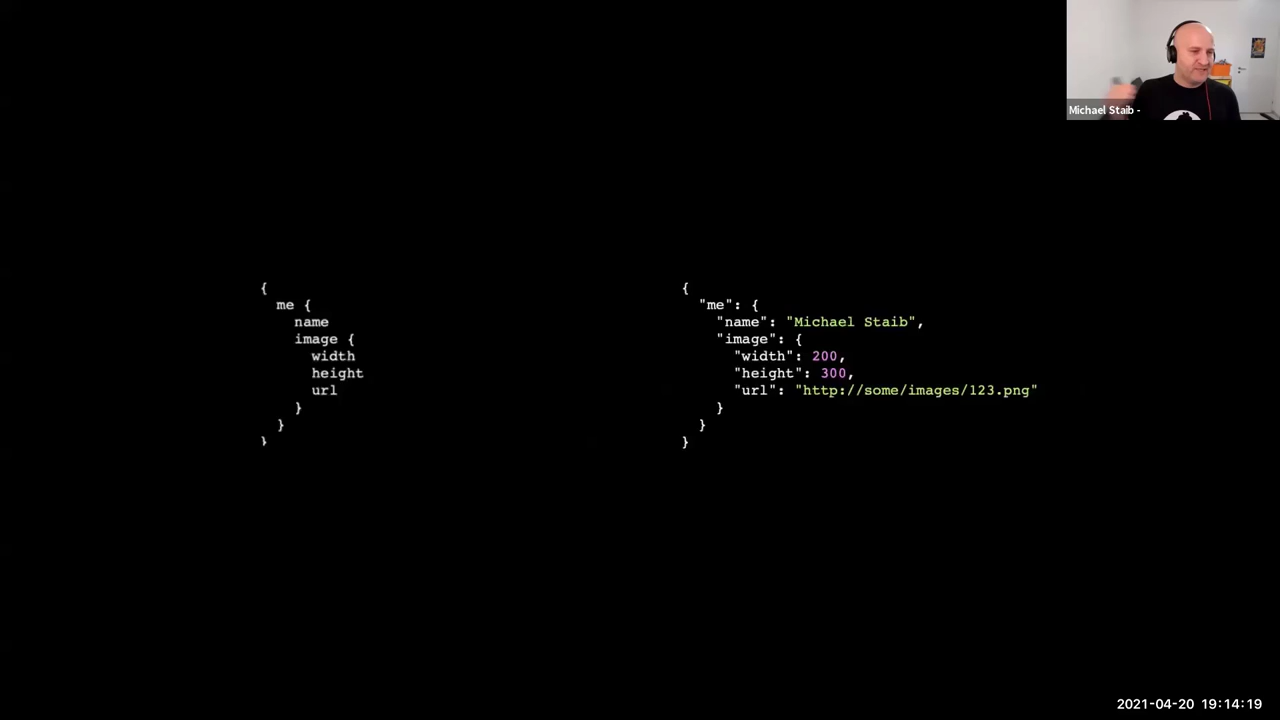 Michael Staib -
{
  me {
    name
    image {
      width
      height
      url
    }
  }
}
{
  "me": {
    "name": "Michael Staib",
    "image": {
      "width": 200,
      "height": 300,
      "url": "http://some/images/123.png"
    }
  }
}
2021-04-20 19:14:19